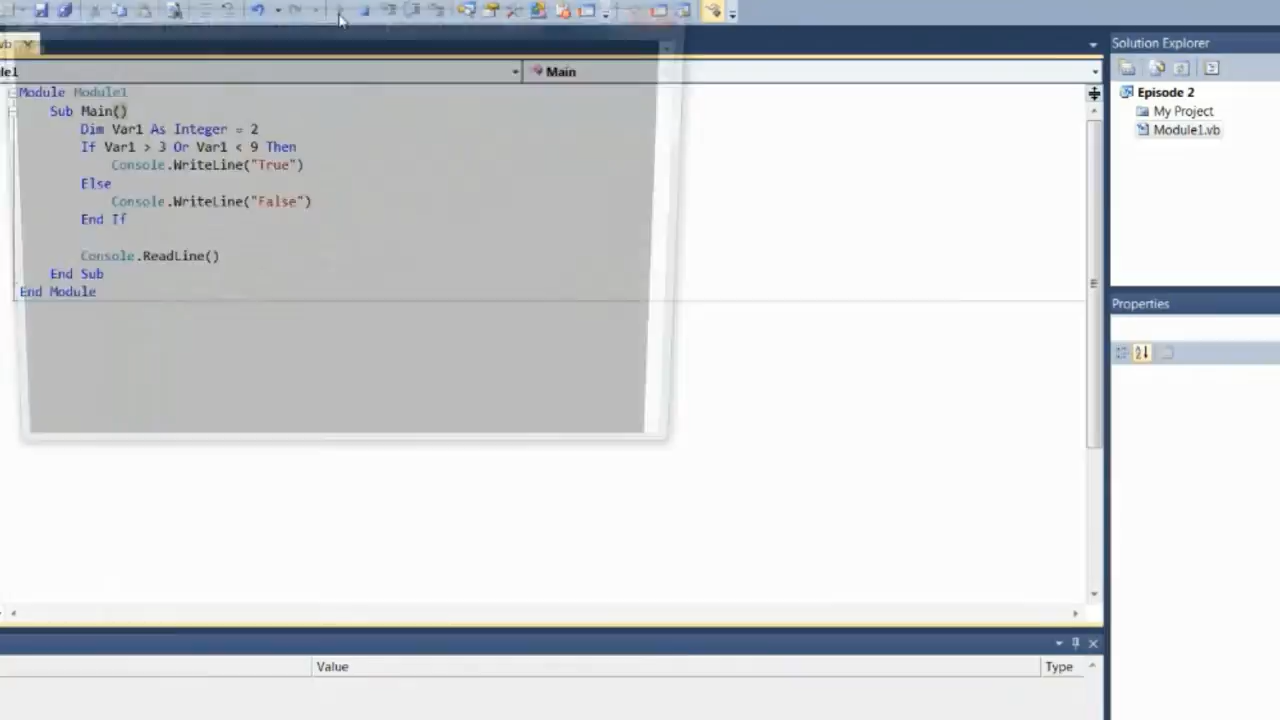 vb
le1
Main
Module Module1
Sub Main()
Dim Var1 As Integer = 2
If Var1 > 3 Or Var1 < 9 Then
Console.WriteLine("True")
Else
Console.WriteLine("False")
End If
Console.ReadLine()
End Sub
End Module
Solution Explorer
Episode 2
My Project
Module1.vb
Properties
Value
Type